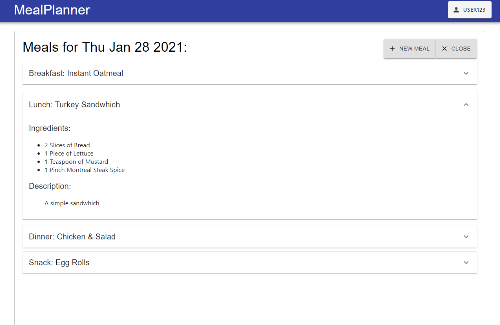 MealPlanner
USER123
Meals for Thu Jan 28 2021:
+ NEW MEAL
× CLOSE
Breakfast: Instant Oatmeal
Lunch: Turkey Sandwhich
Ingredients:
• 2 Slices of Bread
• 1 Piece of Lettuce
• 1 Teaspoon of Mustard
• 1 Pinch Montreal Steak Spice
Description:
A simple sandwhich
Dinner: Chicken & Salad
Snack: Egg Rolls